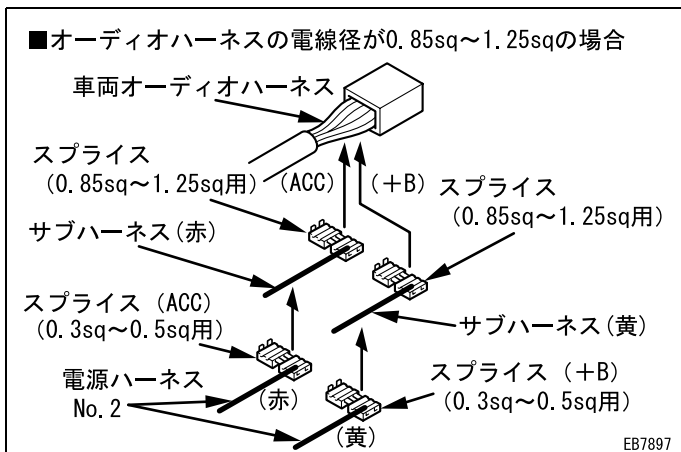 ■オーディオハーネスの電線径が0.85sq～1.25sqの場合
車両オーディオハーネス
スプライス
(0.85sq～1.25sq用)
(ACC)
(＋B)
スプライス
(0.85sq～1.25sq用)
サブハーネス(赤)
スプライス (ACC)
(0.3sq～0.5sq用)
サブハーネス(黄)
電源ハーネス
No.2
(赤)
スプライス (＋B)
(0.3sq～0.5sq用)
(黄)
EB7897